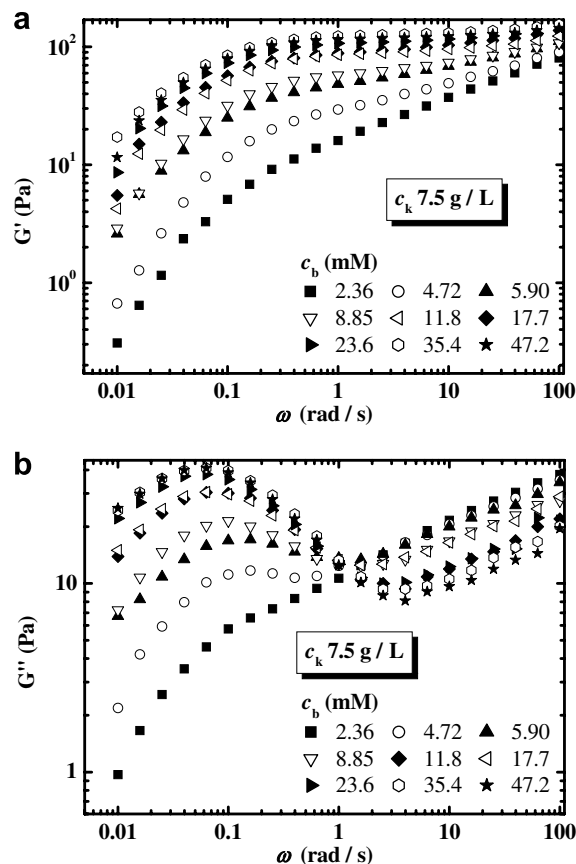 a
10²
10¹
10⁰
G' (Pa)
c_k 7.5 g / L
c_b (mM)
2.36 4.72 5.90
8.85 11.8 17.7
23.6 35.4 47.2
0.01 0.1 1 10 100
ω (rad / s)
b
10
1
G'' (Pa)
c_k 7.5 g / L
c_b (mM)
2.36 4.72 5.90
8.85 11.8 17.7
23.6 35.4 47.2
0.01 0.1 1 10 100
ω (rad / s)